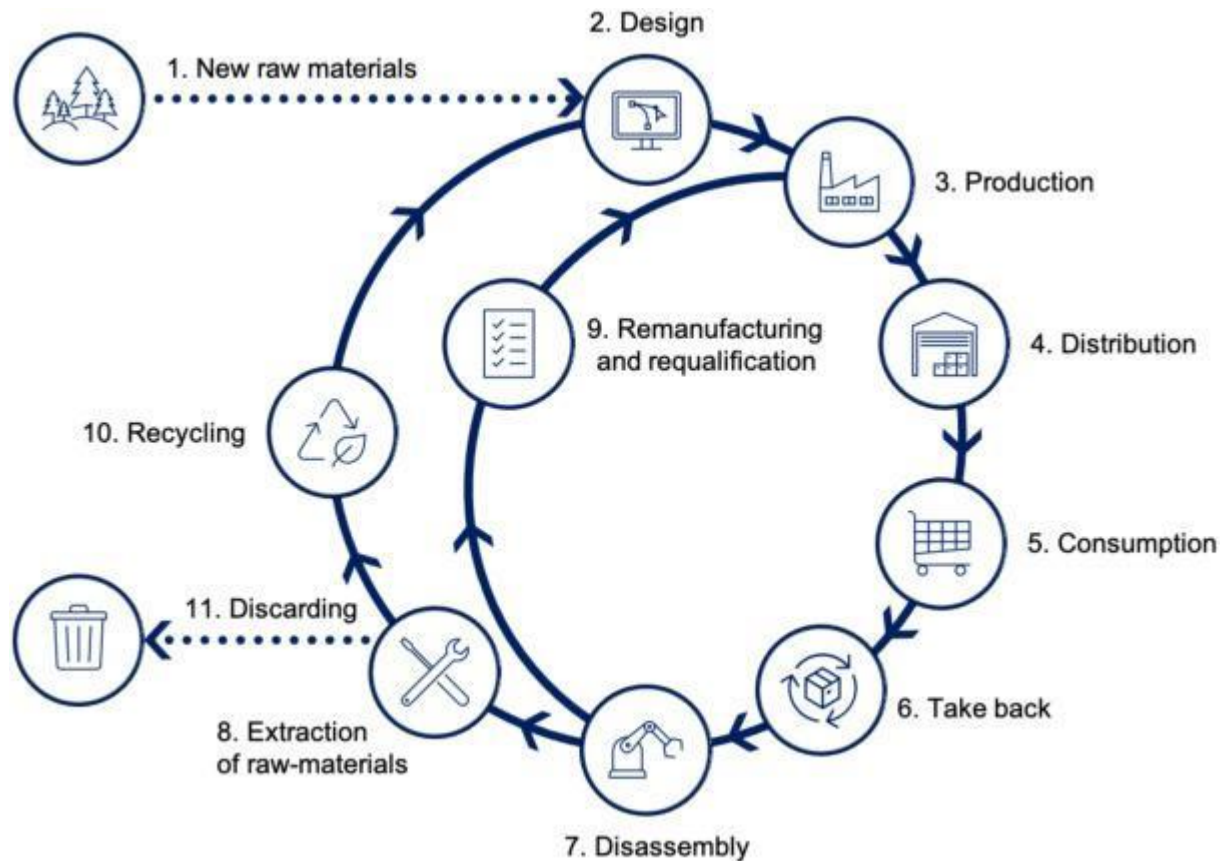 1. New raw materials
2. Design
3. Production
4. Distribution
5. Consumption
6. Take back
7. Disassembly
8. Extraction
of raw-materials
9. Remanufacturing
and requalification
10. Recycling
11. Discarding